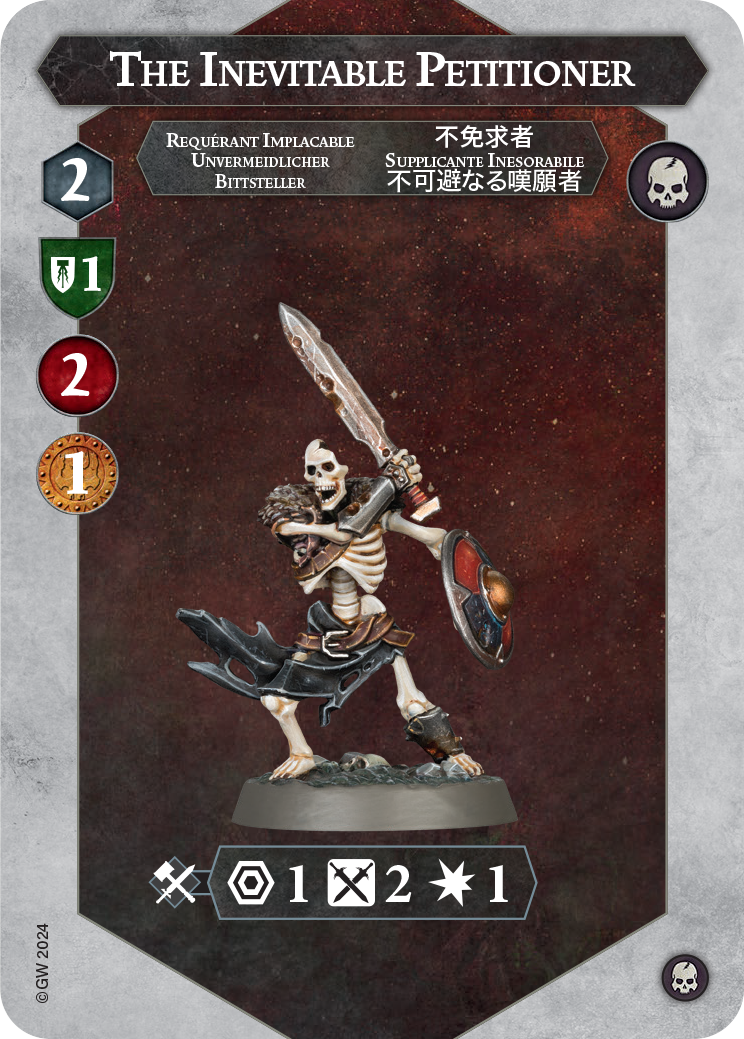 The Inevitable Petitioner
Requérant Implacable
Unvermeidlicher
Bittsteller
不免求者
Supplicante Inesorabile
不可避なる嘆願者
2
1
2
1
1 2 1
©GW 2024